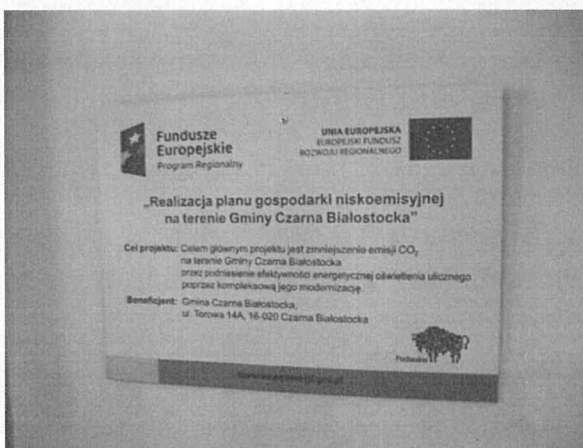 Fundusze
Europejskie
Program Regionalny
UNIA EUROPEJSKA
EUROPEJSKI FUNDUSZ
ROZWOJU REGIONALNEGO
„Realizacja planu gospodarki niskoemisyjnej
na terenie Gminy Czarna Białostocka”
Cel projektu: Celem głównym projektu jest zmniejszenie emisji CO₂
na terenie Gminy Czarna Białostocka
przez podniesienie efektywności energetycznej oświetlenia ulicznego
poprzez kompleksową jego modernizację.
Beneficjent: Gmina Czarna Białostocka,
ul. Torowa 14A, 16-020 Czarna Białostocka
Podlaskie